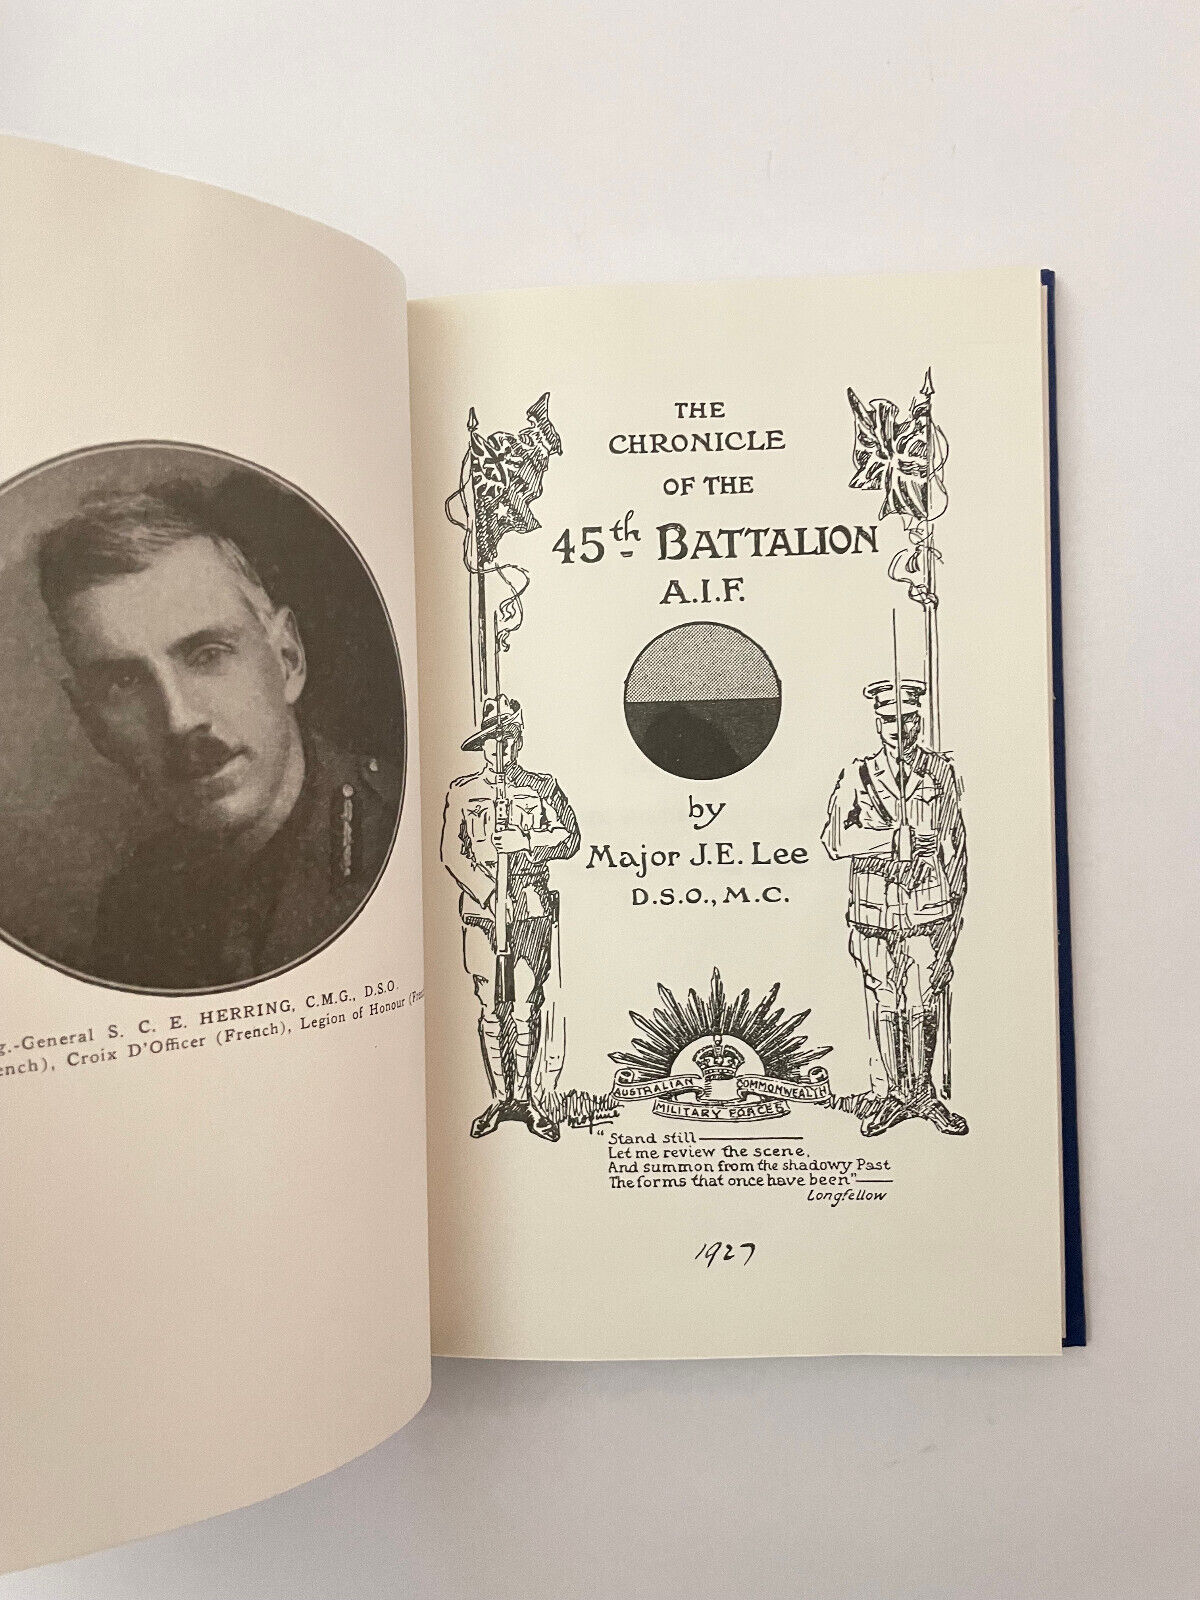 g.-General S. C. E. HERRING, C.M.G., D.S.O.
ench), Croix D'Officer (French), Legion of Honour (Fre
THE
CHRONICLE
OF THE
45th BATTALION
A.I.F.
by
Major J.E. Lee
D.S.O., M.C.
AUSTRALIAN COMMONWEALTH
MILITARY FORCES
"Stand still
Let me review the scene,
And summon from the shadowy Past
The forms that once have been"
Longfellow
1927